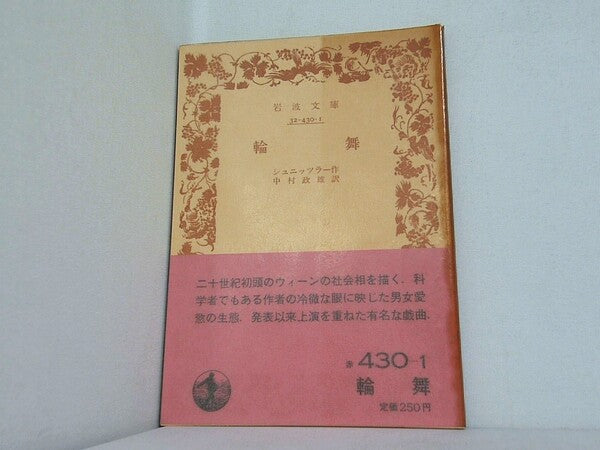 岩波文庫
32-430-1
輪舞
シュニッツラー作
中村政雄訳
二十世紀初頭のウィーンの社会相を描く．科
学者でもある作者の冷徹な眼に映した男女愛
慾の生態．発表以来上演を重ねた有名な戯曲．
赤 430-1
輪舞
定価250円